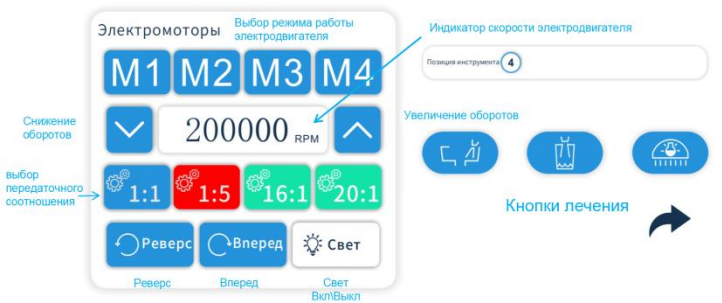 Электромоторы
Выбор режима работы
электродвигателя
Индикатор скорости электродвигателя
M1 M2 M3 M4
Позиция инструмента 4
Снижение
оборотов
200000 RPM
Увеличение оборотов
выбор
передаточного
соотношения
1:1 1:5 16:1 20:1
Кнопки лечения
Реверс Вперед Свет
Реверс Вперед Свет
Вкл\Выкл